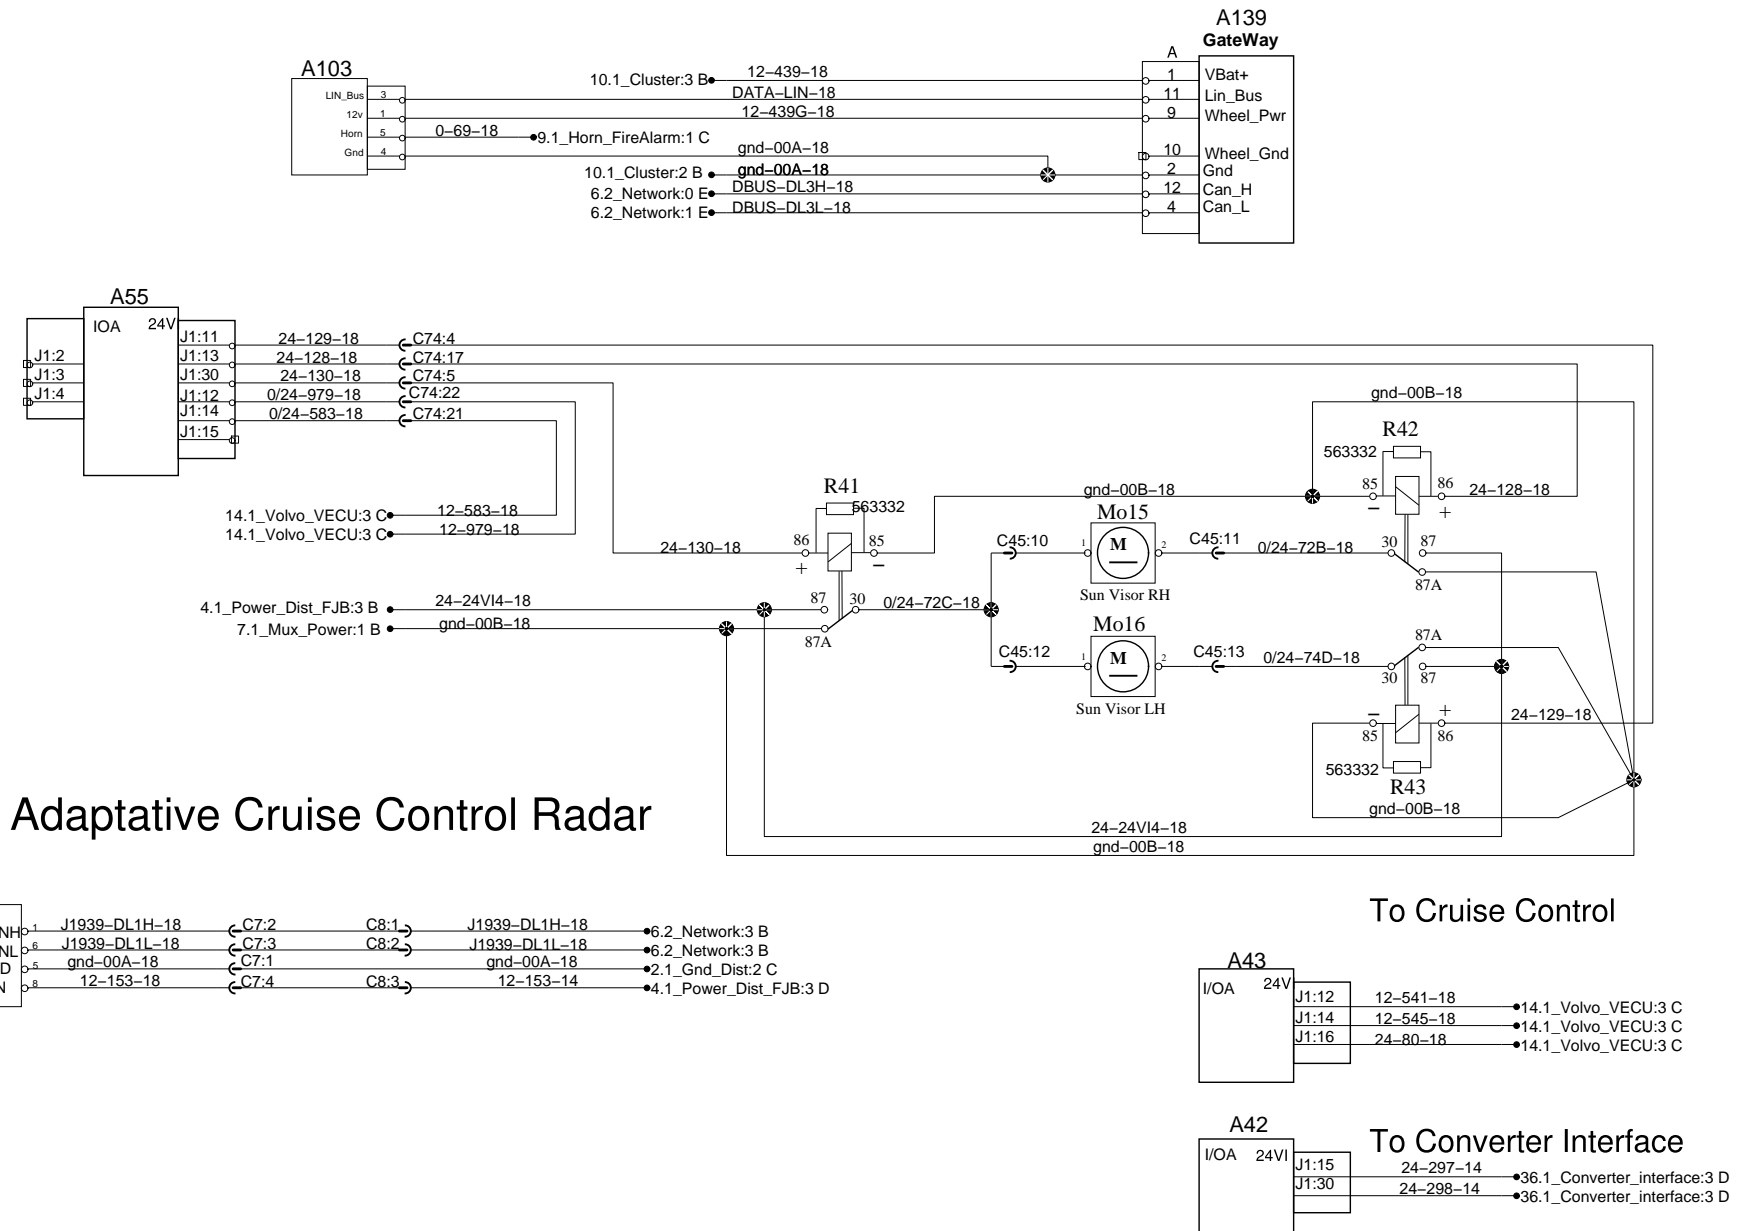 A139
GateWay
A103
LIN_Bus 3
12v 1
Horn 5
Gnd 4
0-69-18
9.1_Horn_FireAlarm:1 C
10.1_Cluster:3 B
12-439-18
DATA-LIN-18
12-439G-18
gnd-00A-18
10.1_Cluster:2 B
gnd-00A-18
6.2_Network:0 E
DBUS-DL3H-18
6.2_Network:1 E
DBUS-DL3L-18
A
1 VBat+
11 Lin_Bus
9 Wheel_Pwr
10 Wheel_Gnd
2 Gnd
12 Can_H
4 Can_L
A55
IOA 24V
J1:2
J1:3
J1:4
J1:11 24-129-18 C74:4
J1:13 24-128-18 C74:17
J1:30 24-130-18 C74:5
J1:12 0/24-979-18 C74:22
J1:14 0/24-583-18 C74:21
J1:15
14.1_Volvo_VECU:3 C 12-583-18
14.1_Volvo_VECU:3 C 12-979-18
4.1_Power_Dist_FJB:3 B 24-24VI4-18
7.1_Mux_Power:1 B gnd-00B-18
24-130-18
R41
563332
86 85
+ −
87 30
87A
0/24-72C-18
gnd-00B-18
gnd-00B-18
Mo15
C45:10 1 M 2 C45:11 0/24-72B-18
Sun Visor RH
R42
563332
85 86 24-128-18
− +
30 87
87A
Mo16
C45:12 1 M 2 C45:13 0/24-74D-18
Sun Visor LH
87A
30 87
− + 24-129-18
85 86
563332
R43
gnd-00B-18
24-24VI4-18
gnd-00B-18
Adaptative Cruise Control Radar
NH 1 J1939-DL1H-18 C7:2 C8:1 J1939-DL1H-18 6.2_Network:3 B
NL 6 J1939-DL1L-18 C7:3 C8:2 J1939-DL1L-18 6.2_Network:3 B
D 5 gnd-00A-18 C7:1 gnd-00A-18 2.1_Gnd_Dist:2 C
N 8 12-153-18 C7:4 C8:3 12-153-14 4.1_Power_Dist_FJB:3 D
To Cruise Control
A43
I/OA 24V
J1:12 12-541-18 14.1_Volvo_VECU:3 C
J1:14 12-545-18 14.1_Volvo_VECU:3 C
J1:16 24-80-18 14.1_Volvo_VECU:3 C
A42
To Converter Interface
I/OA 24VI
J1:15 24-297-14 36.1_Converter_interface:3 D
J1:30 24-298-14 36.1_Converter_interface:3 D